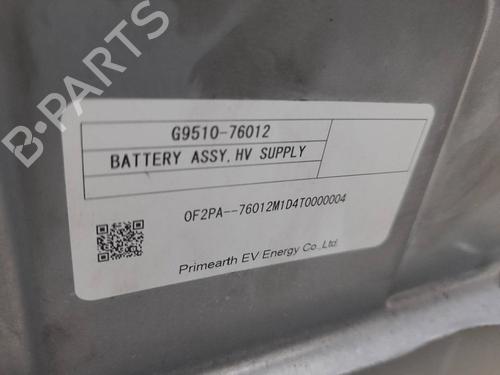 B-PARTS
G9510-76012
BATTERY ASSY, HV SUPPLY
0F2PA--76012M1D4T0000004
Primearth EV Energy Co.,Ltd.